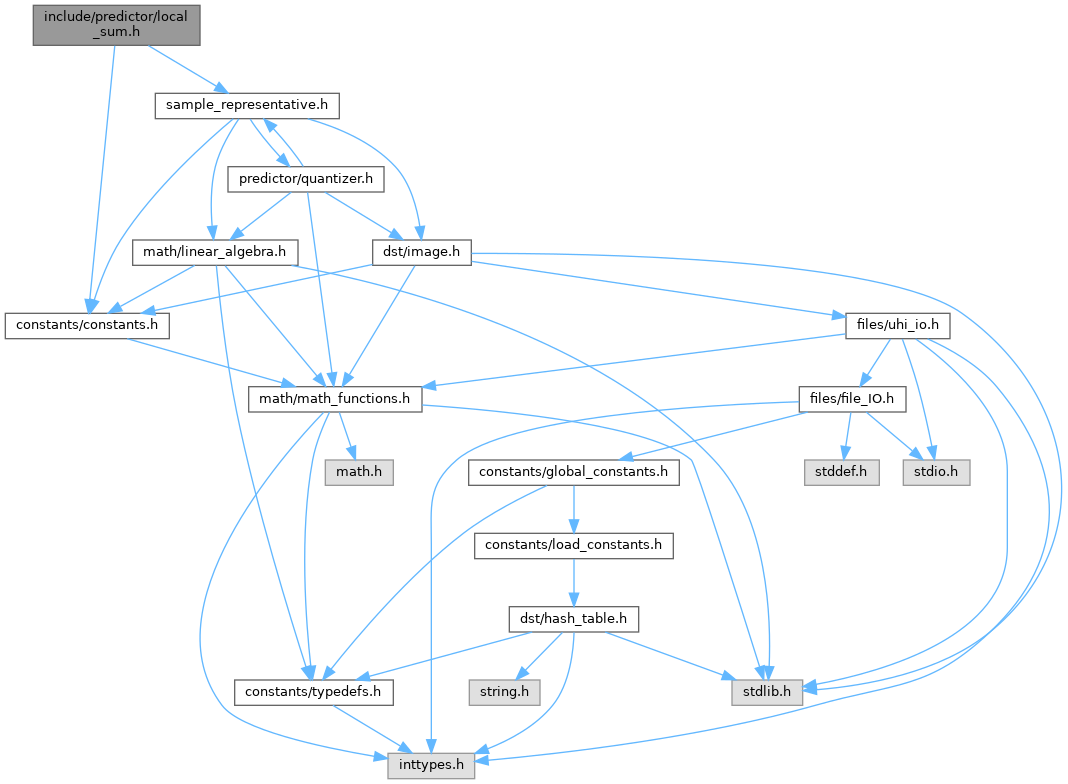 include/predictor/local
_sum.h
sample_representative.h
predictor/quantizer.h
math/linear_algebra.h
dst/image.h
constants/constants.h
files/uhi_io.h
math/math_functions.h
files/file_IO.h
math.h
constants/global_constants.h
stddef.h
stdio.h
constants/load_constants.h
dst/hash_table.h
constants/typedefs.h
string.h
stdlib.h
inttypes.h